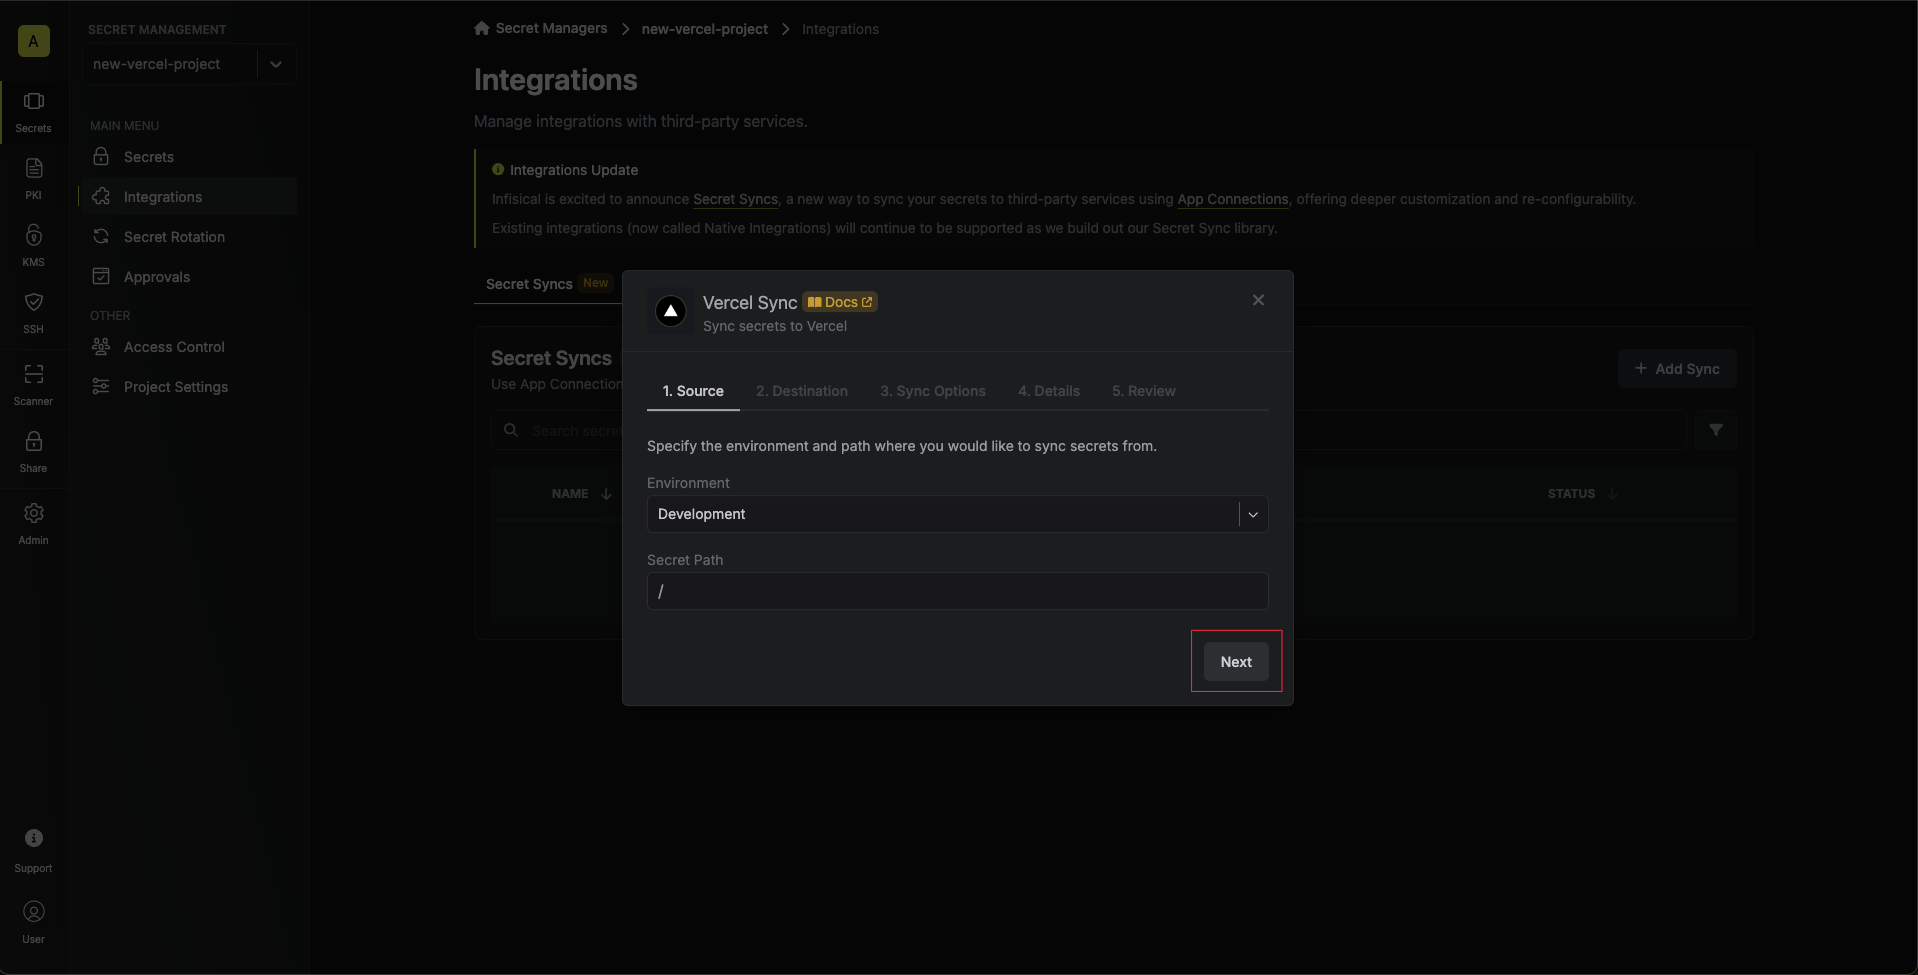 A
Secrets
PKI
KMS
SSH
Scanner
Share
Admin
Support
User
SECRET MANAGEMENT
new-vercel-project
MAIN MENU
Secrets
Integrations
Secret Rotation
Approvals
OTHER
Access Control
Project Settings
Secret Managers
new-vercel-project
Integrations
Integrations
Manage integrations with third-party services.
Integrations Update
Infisical is excited to announce Secret Syncs, a new way to sync your secrets to third-party services using App Connections, offering deeper customization and re-configurability.
Existing integrations (now called Native Integrations) will continue to be supported as we build out our Secret Sync library.
Secret Syncs New
Secret Syncs
Use App Connection
+ Add Sync
Search secret
NAME
STATUS
Vercel Sync Docs
Sync secrets to Vercel
1. Source 2. Destination 3. Sync Options 4. Details 5. Review
Specify the environment and path where you would like to sync secrets from.
Environment
Development
Secret Path
/
Next